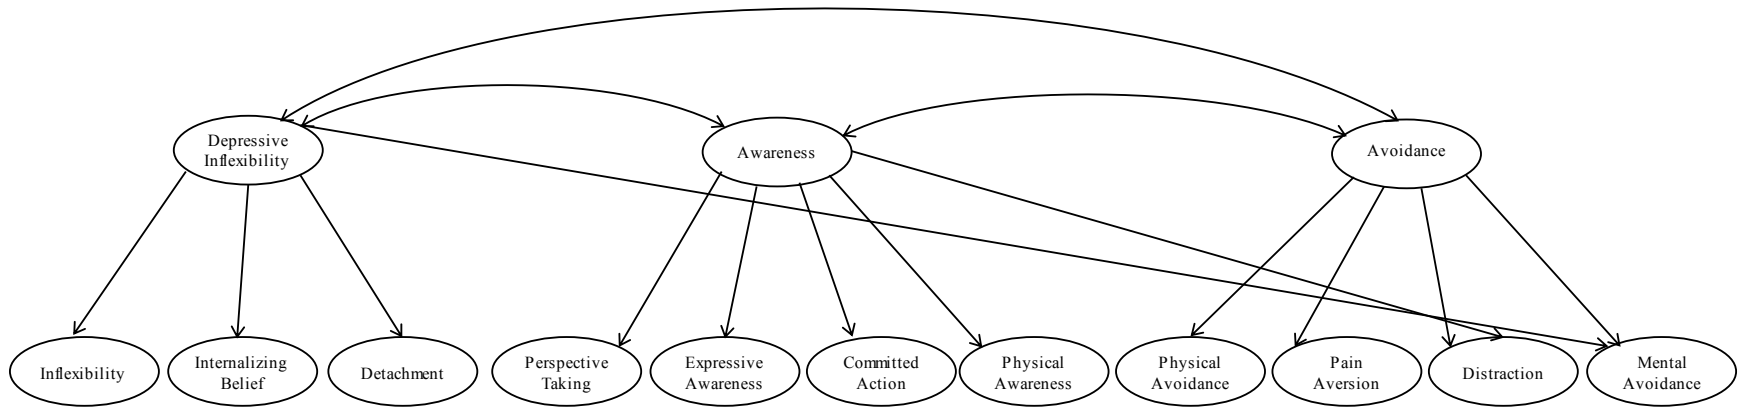 Depressive
Inflexibility
Awareness
Avoidance
Inflexibility
Internalizing
Belief
Detachment
Perspective
Taking
Expressive
Awareness
Committed
Action
Physical
Awareness
Physical
Avoidance
Pain
Aversion
Distraction
Mental
Avoidance